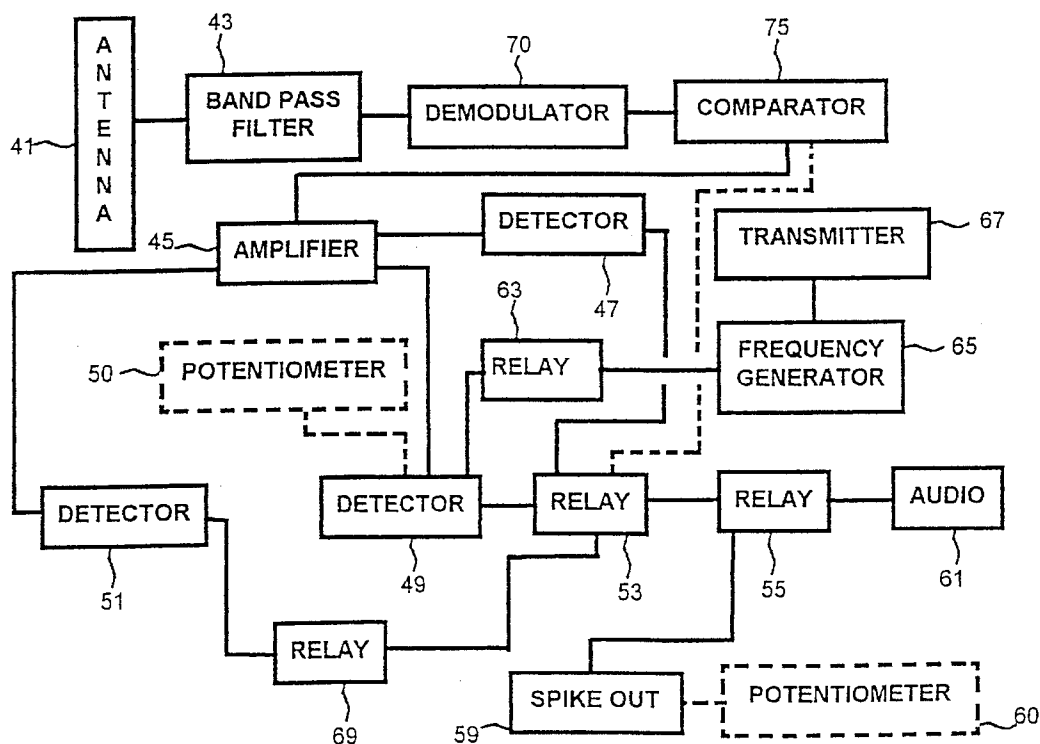 43
70
75
ANTENNA
BAND PASS
FILTER
DEMODULATOR
COMPARATOR
41
45
AMPLIFIER
DETECTOR
47
TRANSMITTER
67
63
RELAY
FREQUENCY
GENERATOR
65
50
POTENTIOMETER
DETECTOR
51
DETECTOR
49
RELAY
53
RELAY
55
AUDIO
61
RELAY
69
SPIKE OUT
59
POTENTIOMETER
60